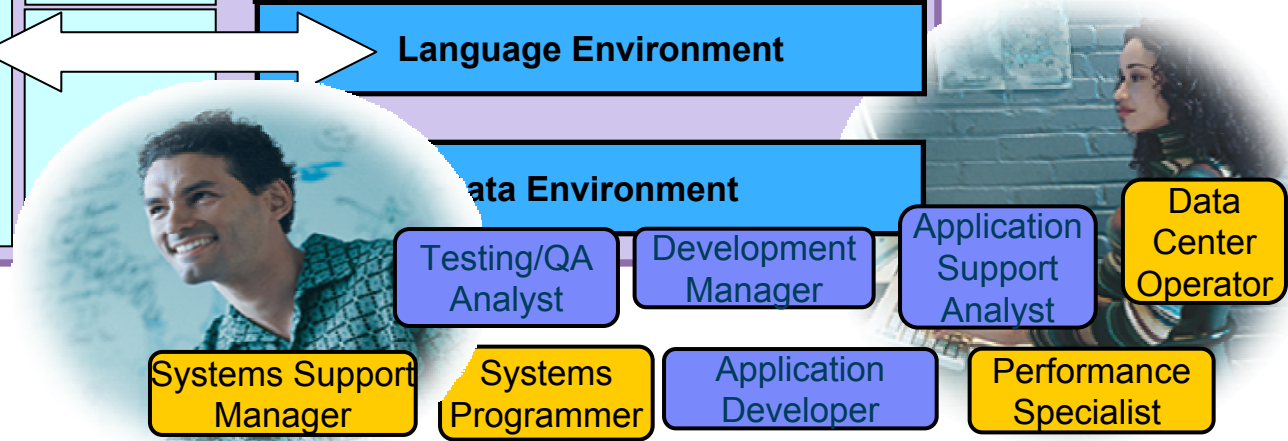 Language Environment
ata Environment
Testing/QA
Analyst
Development
Manager
Application
Support
Analyst
Data
Center
Operator
Systems Support
Manager
Systems
Programmer
Application
Developer
Performance
Specialist